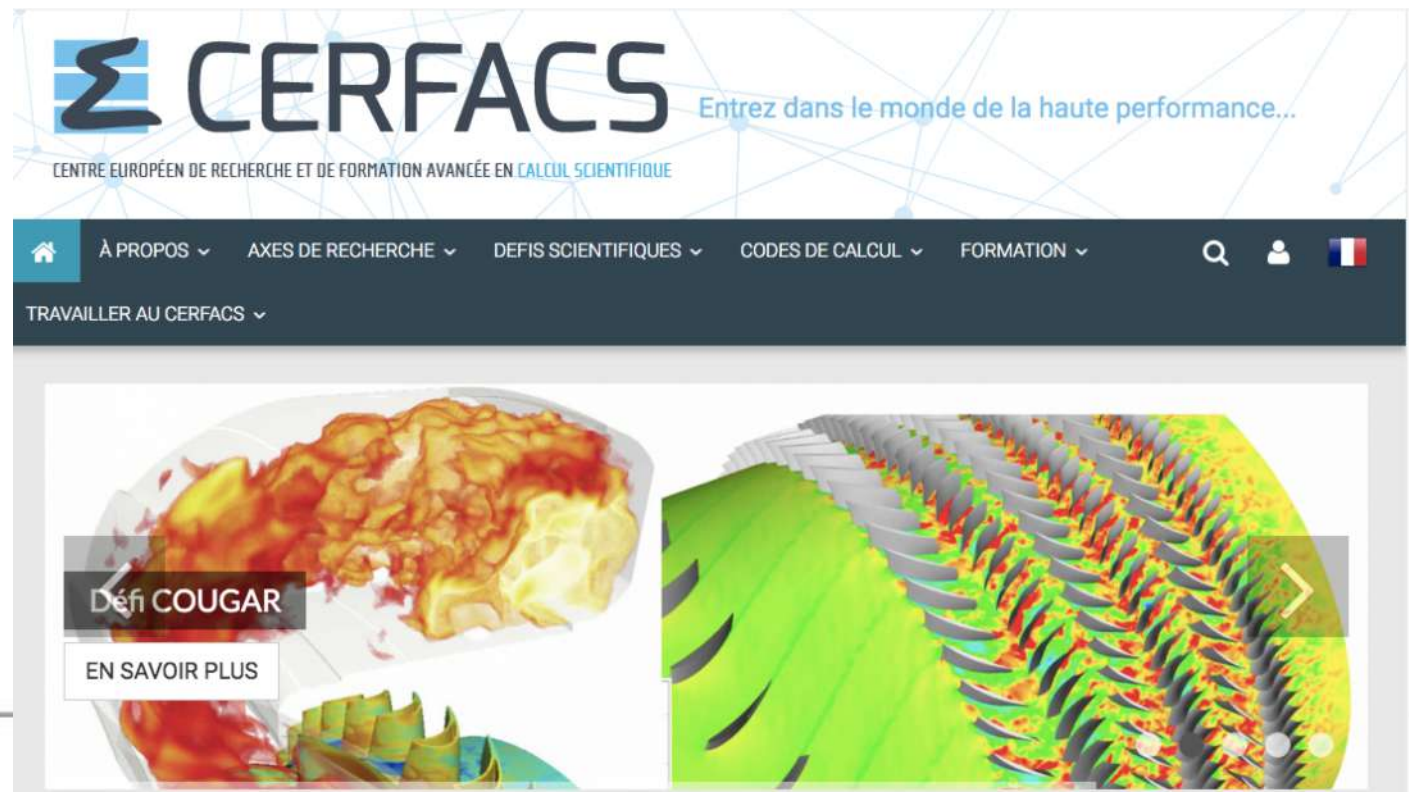 CERFACS
Entrez dans le monde de la haute performance...
CENTRE EUROPÉEN DE RECHERCHE ET DE FORMATION AVANCÉE EN CALCUL SCIENTIFIQUE
À PROPOS AXES DE RECHERCHE DEFIS SCIENTIFIQUES CODES DE CALCUL FORMATION
TRAVAILLER AU CERFACS
Défi COUGAR
EN SAVOIR PLUS